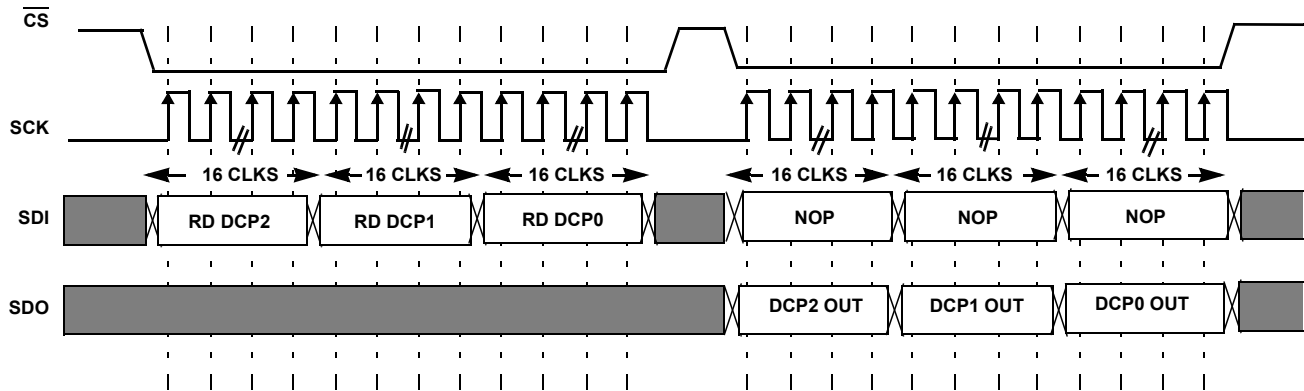 CS
SCK
16 CLKS 16 CLKS 16 CLKS 16 CLKS 16 CLKS 16 CLKS
SDI RD DCP2 RD DCP1 RD DCP0 NOP NOP NOP
SDO DCP2 OUT DCP1 OUT DCP0 OUT